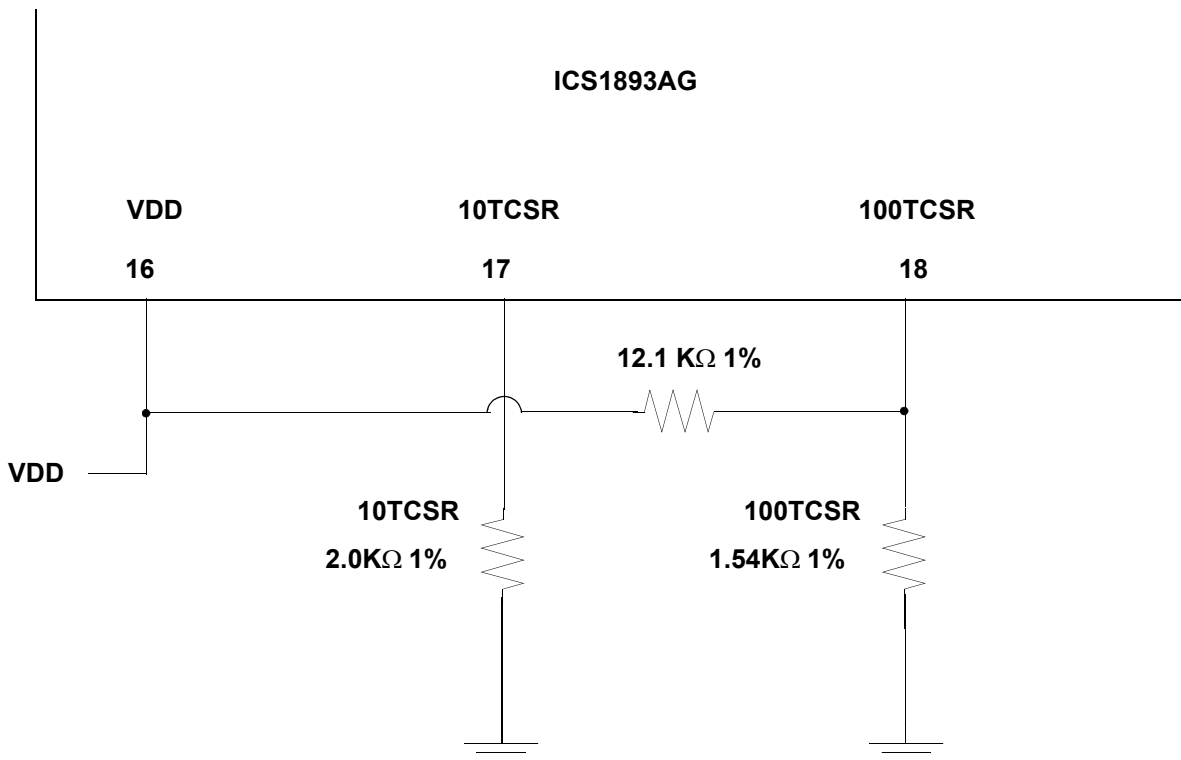 ICS1893AG
VDD 10TCSR 100TCSR
16 17 18
12.1 KΩ 1%
VDD
10TCSR 100TCSR
2.0KΩ 1% 1.54KΩ 1%